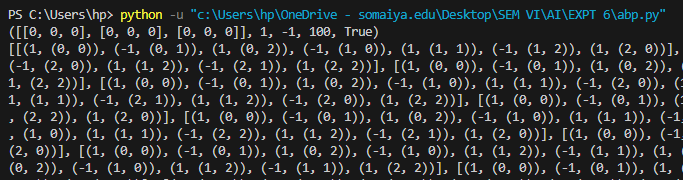 PS C:\Users\hp> python -u "c:\Users\hp\OneDrive - somaiya.edu\Desktop\SEM VI\AI\EXPT 6\abp.py"
([[0, 0, 0], [0, 0, 0], [0, 0, 0]], 1, -1, 100, True)
[[(1, (0, 0)), (-1, (0, 1)), (1, (0, 2)), (-1, (1, 0)), (1, (1, 1)), (-1, (1, 2)), (1, (2, 0))],
(-1, (2, 0)), (1, (1, 2)), (-1, (2, 1)), (1, (2, 2))], [(1, (0, 0)), (-1, (0, 1)), (1, (0, 2)),
1, (2, 2))], [(1, (0, 0)), (-1, (0, 1)), (1, (0, 2)), (-1, (1, 0)), (1, (1, 1)), (-1, (2, 0)), (1
1, (1, 1)), (-1, (2, 1)), (1, (1, 2)), (-1, (2, 0)), (1, (2, 2))], [(1, (0, 0)), (-1, (0, 1)), (1
, (2, 2)), (1, (2, 0))], [(1, (0, 0)), (-1, (0, 1)), (1, (0, 2)), (-1, (1, 0)), (1, (1, 1)), (-1
, (1, 0)), (1, (1, 1)), (-1, (2, 2)), (1, (1, 2)), (-1, (2, 1)), (1, (2, 0))], [(1, (0, 0)), (-1,
(2, 0))], [(1, (0, 0)), (-1, (0, 1)), (1, (0, 2)), (-1, (1, 0)), (1, (1, 2)), (-1, (1, 1)), (1, (
(0, 2)), (-1, (1, 0)), (1, (1, 2)), (-1, (1, 1)), (1, (2, 2))], [(1, (0, 0)), (-1, (0, 1)), (1, (